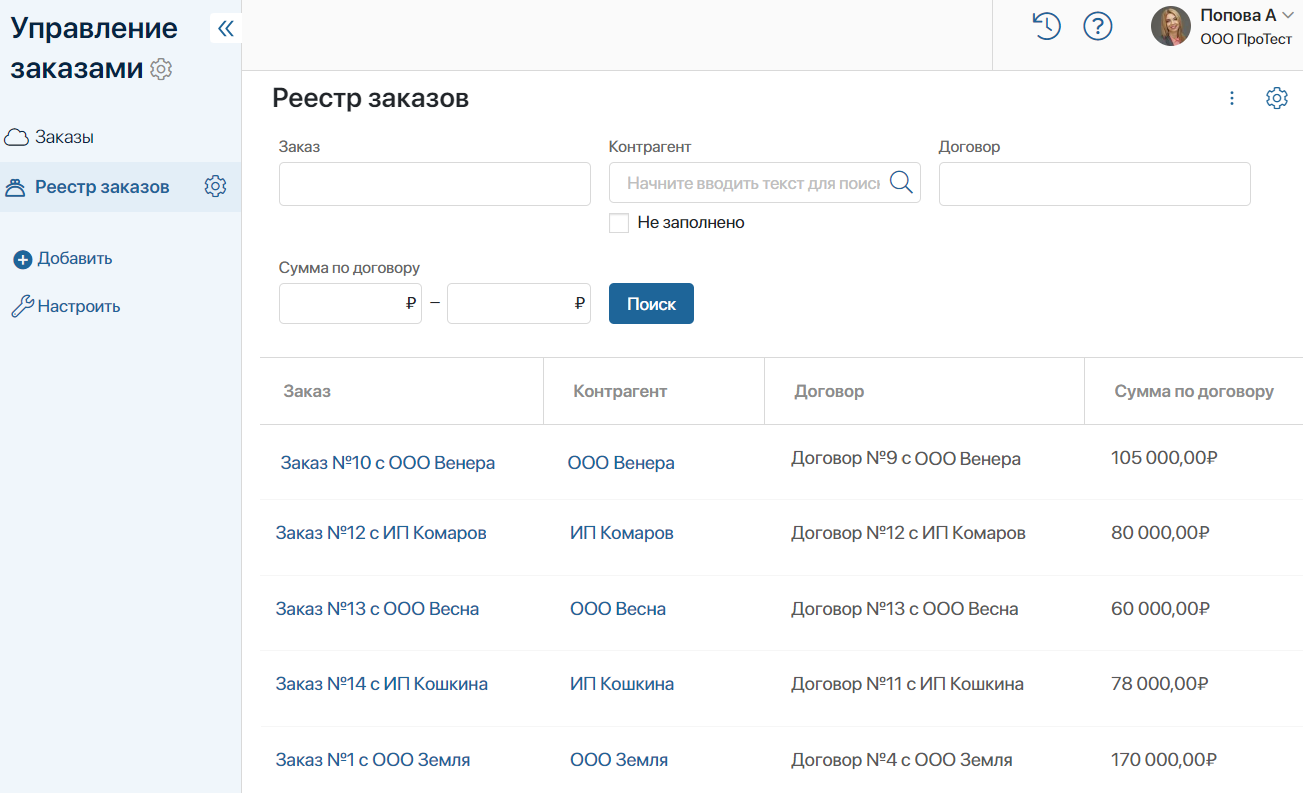 Управление
заказами
Попова А
ООО ПроТест
Заказы
Реестр заказов
Добавить
Настроить
Реестр заказов
Заказ Контрагент Договор
Начните вводить текст для поиск
Не заполнено
Сумма по договору
₽ – ₽ Поиск
Заказ Контрагент Договор Сумма по договору
Заказ №10 с ООО Венера ООО Венера Договор №9 с ООО Венера 105 000,00₽
Заказ №12 с ИП Комаров ИП Комаров Договор №12 с ИП Комаров 80 000,00₽
Заказ №13 с ООО Весна ООО Весна Договор №13 с ООО Весна 60 000,00₽
Заказ №14 с ИП Кошкина ИП Кошкина Договор №11 с ИП Кошкина 78 000,00₽
Заказ №1 с ООО Земля ООО Земля Договор №4 с ООО Земля 170 000,00₽